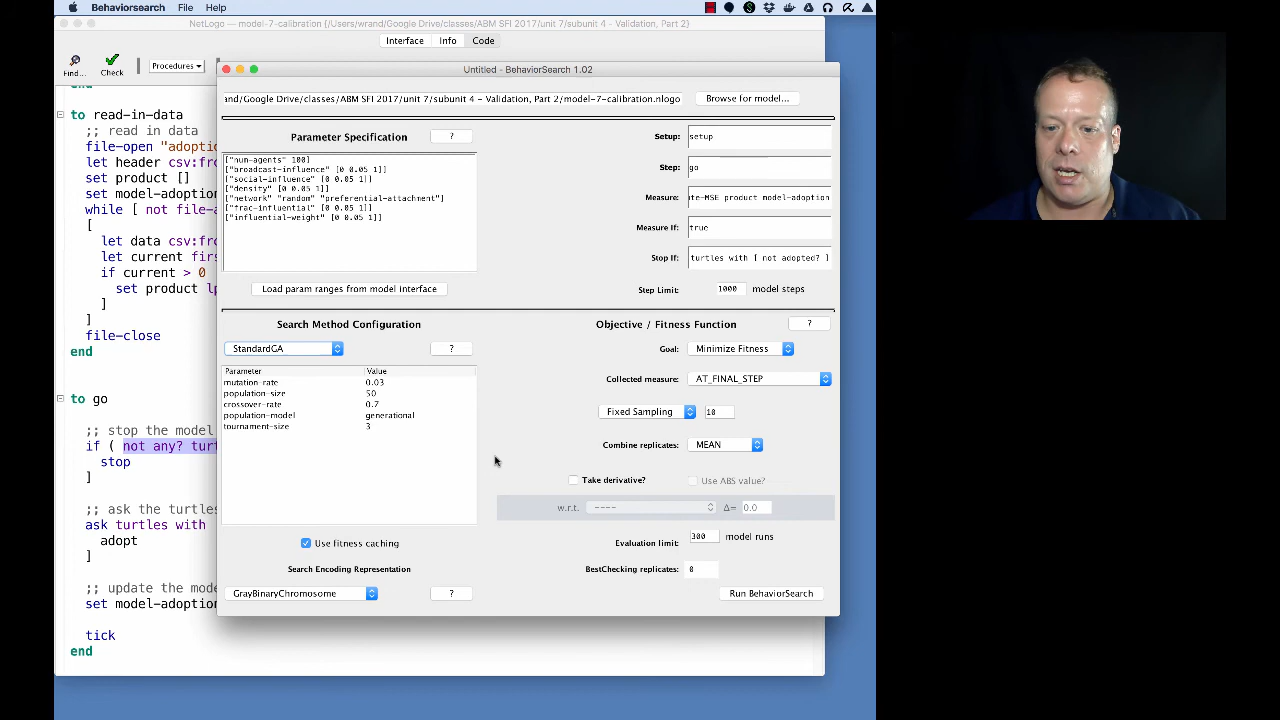 Behaviorsearch File Help
NetLogo — model-7-calibration {/Users/wrand/Google Drive/classes/ABM SFI 2017/unit 7/subunit 4 - Validation, Part 2}
Interface Info Code
Find... Check Procedures
end
to read-in-data
;; read in data
file-open "adoptio
let header csv:fro
set product []
set model-adoption
while [ not file-a
[
let data csv:fro
let current firs
if current > 0
set product lp
]
]
file-close
end
to go
;; stop the model
if ( not any? turt
stop
]
;; ask the turtles
ask turtles with
adopt
]
;; update the mode
set model-adoption
tick
end
Untitled - BehaviorSearch 1.02
and/Google Drive/classes/ABM SFI 2017/unit 7/subunit 4 - Validation, Part 2/model-7-calibration.nlogo Browse for model...
Parameter Specification ?
["num-agents" 100]
["broadcast-influence" [0 0.05 1]]
["social-influence" [0 0.05 1]]
["density" [0 0.05 1]]
["network" "random" "preferential-attachment"]
["frac-influential" [0 0.05 1]]
["influential-weight" [0 0.05 1]]
Load param ranges from model interface
Setup: setup
Step: go
Measure: ute-MSE product model-adoption
Measure If: true
Stop If: turtles with [ not adopted? ]
Step Limit: 1000 model steps
Search Method Configuration
StandardGA ?
Parameter Value
mutation-rate 0.03
population-size 50
crossover-rate 0.7
population-model generational
tournament-size 3
Use fitness caching
Search Encoding Representation
GrayBinaryChromosome ?
Objective / Fitness Function ?
Goal: Minimize Fitness
Collected measure: AT_FINAL_STEP
Fixed Sampling 10
Combine replicates: MEAN
Take derivative? Use ABS value?
w.r.t. ---- Δ= 0.0
Evaluation limit: 300 model runs
BestChecking replicates: 0
Run BehaviorSearch